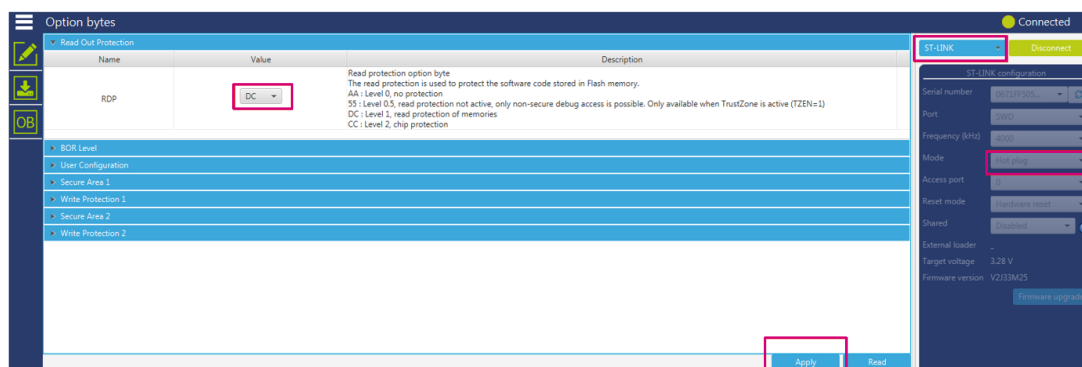 Option bytes
Connected
Read Out Protection
Name Value Description
RDP
DC
Read protection option byte
The read protection is used to protect the software code stored in Flash memory.
AA : Level 0, no protection
55 : Level 0.5, read protection not active, only non-secure debug access is possible. Only available when TrustZone is active (TZEN=1)
DC : Level 1, read protection of memories
CC : Level 2, chip protection
BOR Level
User Configuration
Secure Area 1
Write Protection 1
Secure Area 2
Write Protection 2
Apply Read
OB
ST-LINK Disconnect
ST-LINK configuration
Serial number 0671FF505...
Port SWD
Frequency (kHz) 4000
Mode Hot plug
Access port 0
Reset mode Hardware reset
Shared Disabled
External loader _
Target voltage 3.28 V
Firmware version V2J33M25
Firmware upgrade